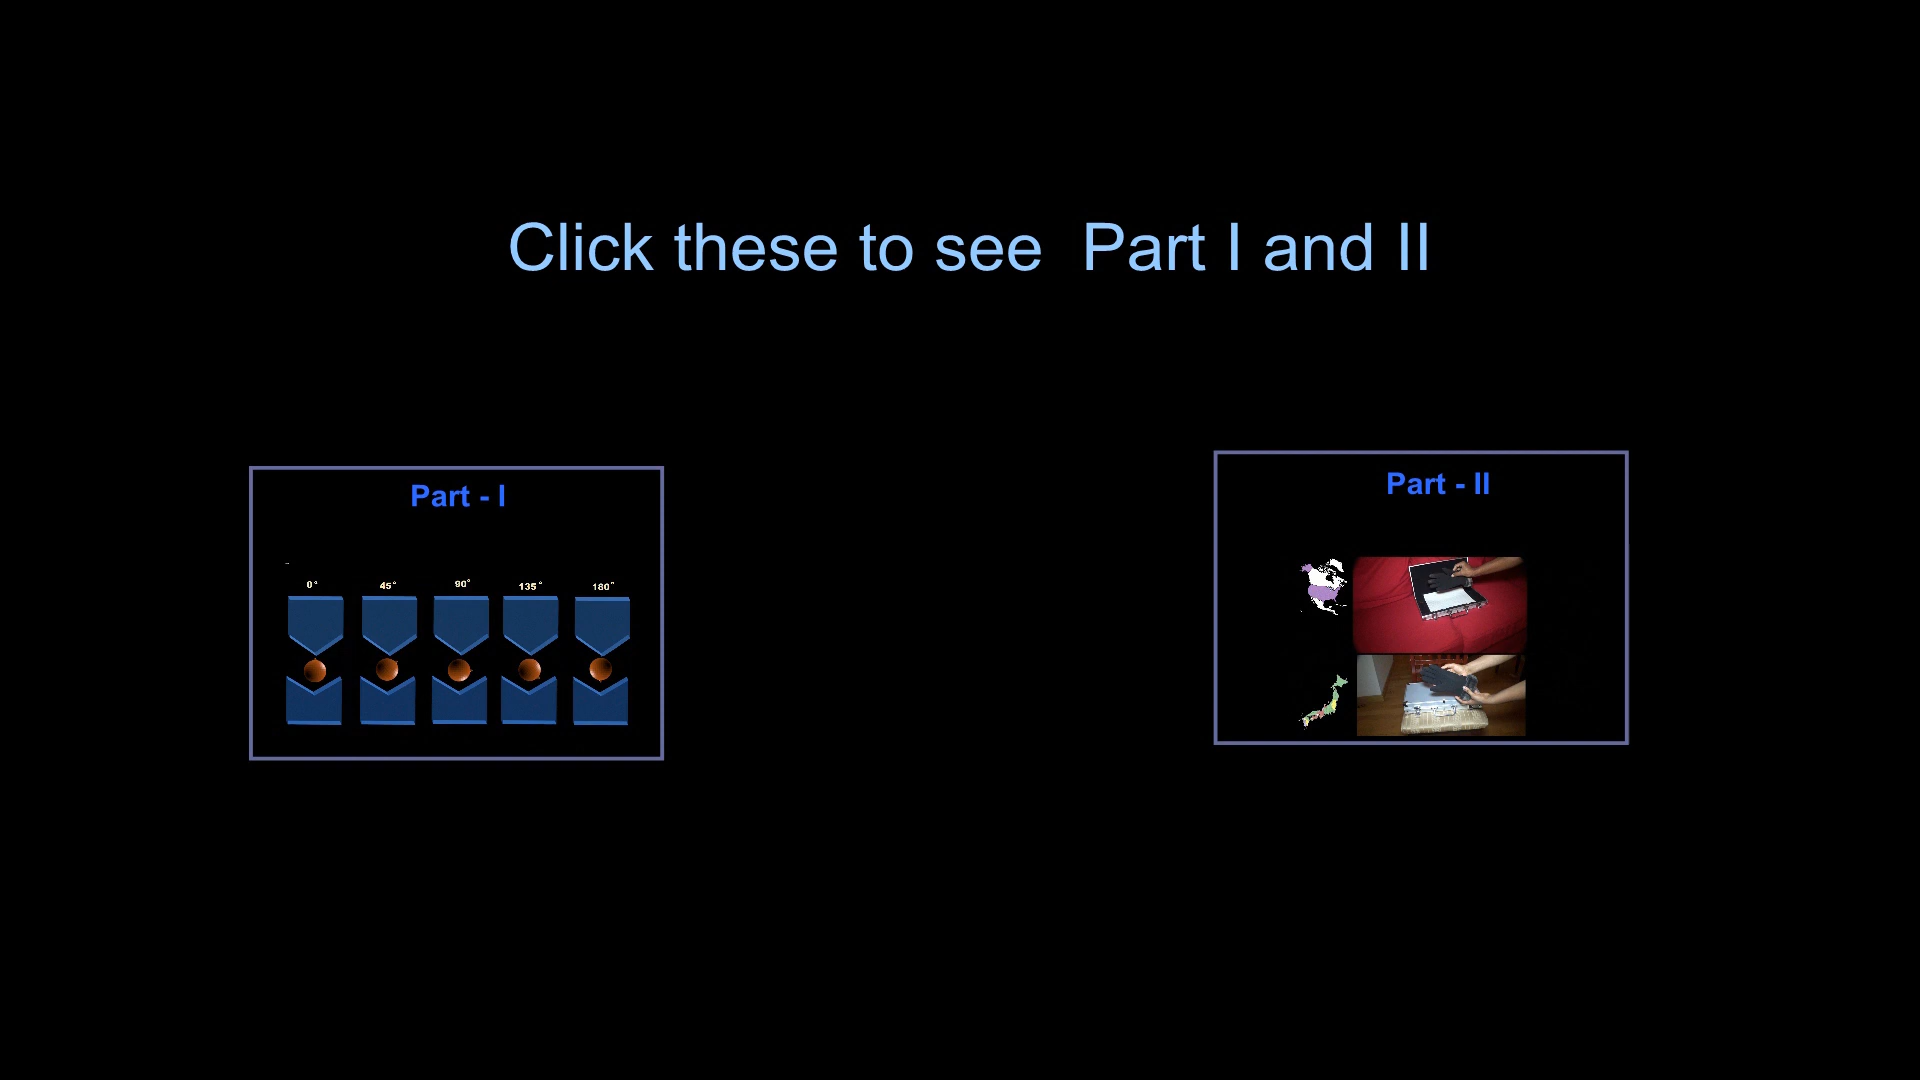 Click these to see  Part I and II
Part - I
0° 45° 90° 135° 180°
Part - II